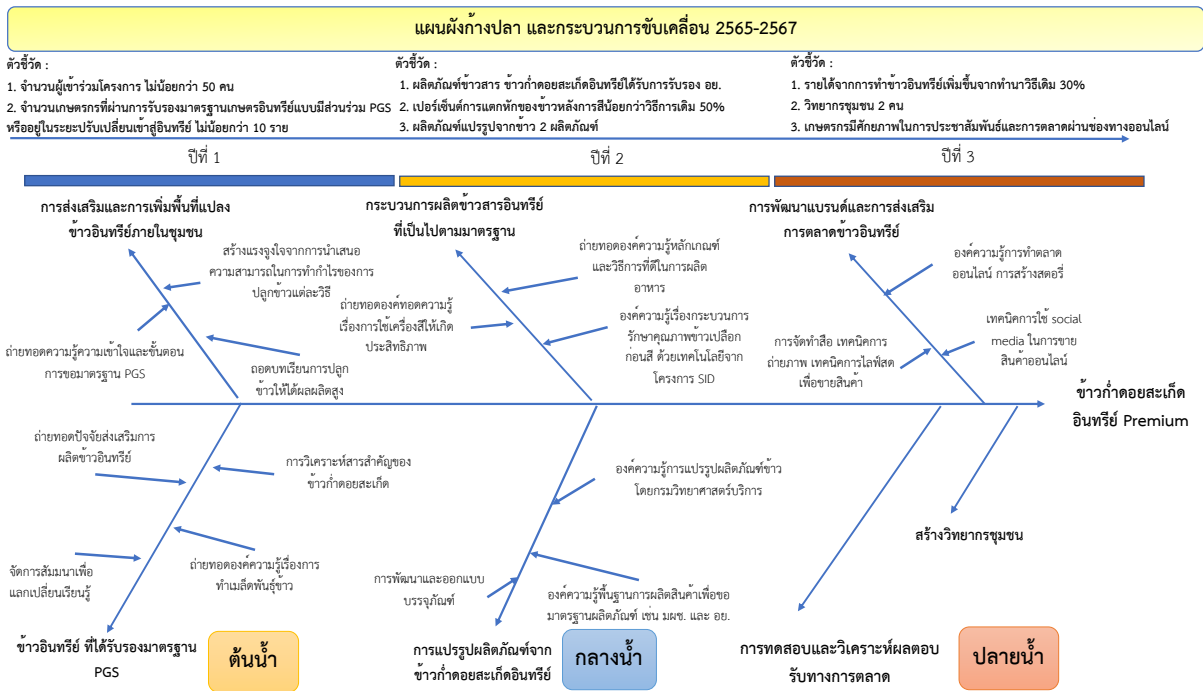 แผนผังก้างปลา และกระบวนการขับเคลื่อน 2565-2567
ตัวชี้วัด :
1. จำนวนผู้เข้าร่วมโครงการ ไม่น้อยกว่า 50 คน
2. จำนวนเกษตรกรที่ผ่านการรับรองมาตรฐานเกษตรอินทรีย์แบบมีส่วนร่วม PGS
หรืออยู่ในระยะปรับเปลี่ยนเข้าสู่อินทรีย์ ไม่น้อยกว่า 10 ราย
ตัวชี้วัด :
1. ผลิตภัณฑ์ข้าวสาร ข้าวก่ำดอยสะเก็ดอินทรีย์ได้รับการรับรอง อย.
2. เปอร์เซ็นต์การแตกหักของข้าวหลังการสีน้อยกว่าวิธีการเดิม 50%
3. ผลิตภัณฑ์แปรรูปจากข้าว 2 ผลิตภัณฑ์
ตัวชี้วัด :
1. รายได้จากการทำข้าวอินทรีย์เพิ่มขึ้นจากทำนาวิธีเดิม 30%
2. วิทยากรชุมชน 2 คน
3. เกษตรกรมีศักยภาพในการประชาสัมพันธ์และการตลาดผ่านช่องทางออนไลน์
ปีที่ 1
ปีที่ 2
ปีที่ 3
การส่งเสริมและการเพิ่มพื้นที่แปลง
ข้าวอินทรีย์ภายในชุมชน
สร้างแรงจูงใจจากการนำเสนอ
ความสามารถในการทำกำไรของการ
ปลูกข้าวแต่ละวิธี
ถ่ายทอดความรู้ความเข้าใจและขั้นตอน
การขอมาตรฐาน PGS
ถอดบทเรียนการปลูก
ข้าวให้ได้ผลผลิตสูง
กระบวนการผลิตข้าวสารอินทรีย์
ที่เป็นไปตามมาตรฐาน
ถ่ายทอดองค์ความรู้หลักเกณฑ์
และวิธีการที่ดีในการผลิต
อาหาร
ถ่ายทอดองค์ทอดความรู้
เรื่องการใช้เครื่องสีให้เกิด
ประสิทธิภาพ
องค์ความรู้เรื่องกระบวนการ
รักษาคุณภาพข้าวเปลือก
ก่อนสี ด้วยเทคโนโลยีจาก
โครงการ SID
การพัฒนาแบรนด์และการส่งเสริม
การตลาดข้าวอินทรีย์
องค์ความรู้การทำตลาด
ออนไลน์ การสร้างสตอรี่
การจัดทำสื่อ เทคนิคการ
ถ่ายภาพ เทคนิคการไลฟ์สด
เพื่อขายสินค้า
เทคนิคการใช้ social
media ในการขาย
สินค้าออนไลน์
ข้าวก่ำดอยสะเก็ด
อินทรีย์ Premium
ถ่ายทอดปัจจัยส่งเสริมการ
ผลิตข้าวอินทรีย์
การวิเคราะห์สารสำคัญของ
ข้าวก่ำดอยสะเก็ด
จัดการสัมมนาเพื่อ
แลกเปลี่ยนเรียนรู้
ถ่ายทอดองค์ความรู้เรื่องการ
ทำเมล็ดพันธุ์ข้าว
ข้าวอินทรีย์ ที่ได้รับรองมาตรฐาน
PGS
ต้นน้ำ
องค์ความรู้การแปรรูปผลิตภัณฑ์ข้าว
โดยกรมวิทยาศาสตร์บริการ
การพัฒนาและออกแบบ
บรรจุภัณฑ์
องค์ความรู้พื้นฐานการผลิตสินค้าเพื่อขอ
มาตรฐานผลิตภัณฑ์ เช่น มผช. และ อย.
การแปรรูปผลิตภัณฑ์จาก
ข้าวก่ำดอยสะเก็ดอินทรีย์
กลางน้ำ
สร้างวิทยากรชุมชน
การทดสอบและวิเคราะห์ผลตอบ
รับทางการตลาด
ปลายน้ำ